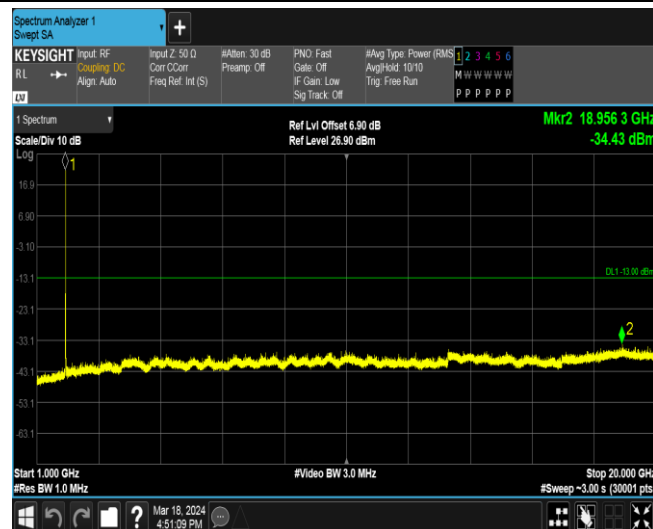 Spectrum Analyzer 1
Swept SA
+
KEYSIGHT
RL
LXI
Input: RF
Coupling: DC
Align: Auto
Input Z: 50 Ω
Corr CCorr
Freq Ref: Int (S)
#Atten: 30 dB
Preamp: Off
PNO: Fast
Gate: Off
IF Gain: Low
Sig Track: Off
#Avg Type: Power (RMS
Avg|Hold: 10/10
Trig: Free Run
1 2 3 4 5 6
M W W W W W
P P P P P P
1 Spectrum
Scale/Div 10 dB
Log
Ref Lvl Offset 6.90 dB
Ref Level 26.90 dBm
Mkr2 18.956 3 GHz
-34.43 dBm
1
16.9
6.90
-3.10
-13.1
DL1 -13.00 dBm
-23.1
2
-33.1
-43.1
-53.1
-63.1
Start 1.000 GHz
#Res BW 1.0 MHz
#Video BW 3.0 MHz
Stop 20.000 GHz
#Sweep ~3.00 s (30001 pts
?
Mar 18, 2024
4:51:09 PM